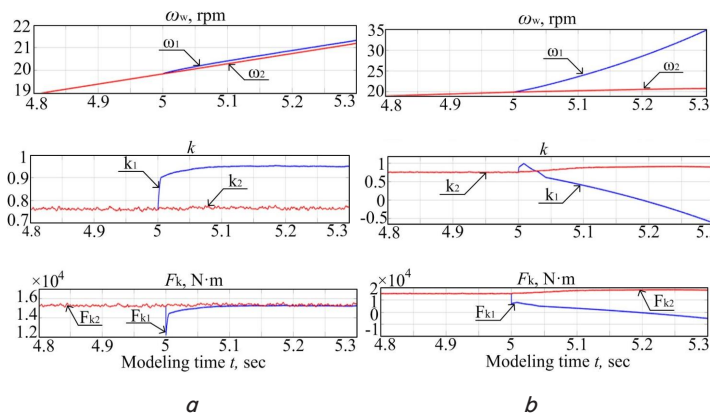 ωw, rpm
22
21
20
19
18
ω1
ω2
4.8 4.9 5 5.1 5.2 5.3
k
1
0.9
0.8
0.7
k1
k2
4.8 4.9 5 5.1 5.2 5.3
×10⁴
Fk, N·m
1.6
1.4
1.2
Fk2
Fk1
4.8 4.9 5 5.1 5.2 5.3
Modeling time t, sec
a
ωw, rpm
35
30
25
20
ω1
ω2
4.8 4.9 5 5.1 5.2 5.3
k
1
0.5
0
-0.5
k2
k1
4.8 4.9 5 5.1 5.2 5.3
×10⁴
Fk, N·m
2
1
0
-1
Fk1
Fk2
4.8 4.9 5 5.1 5.2 5.3
Modeling time t, sec
b